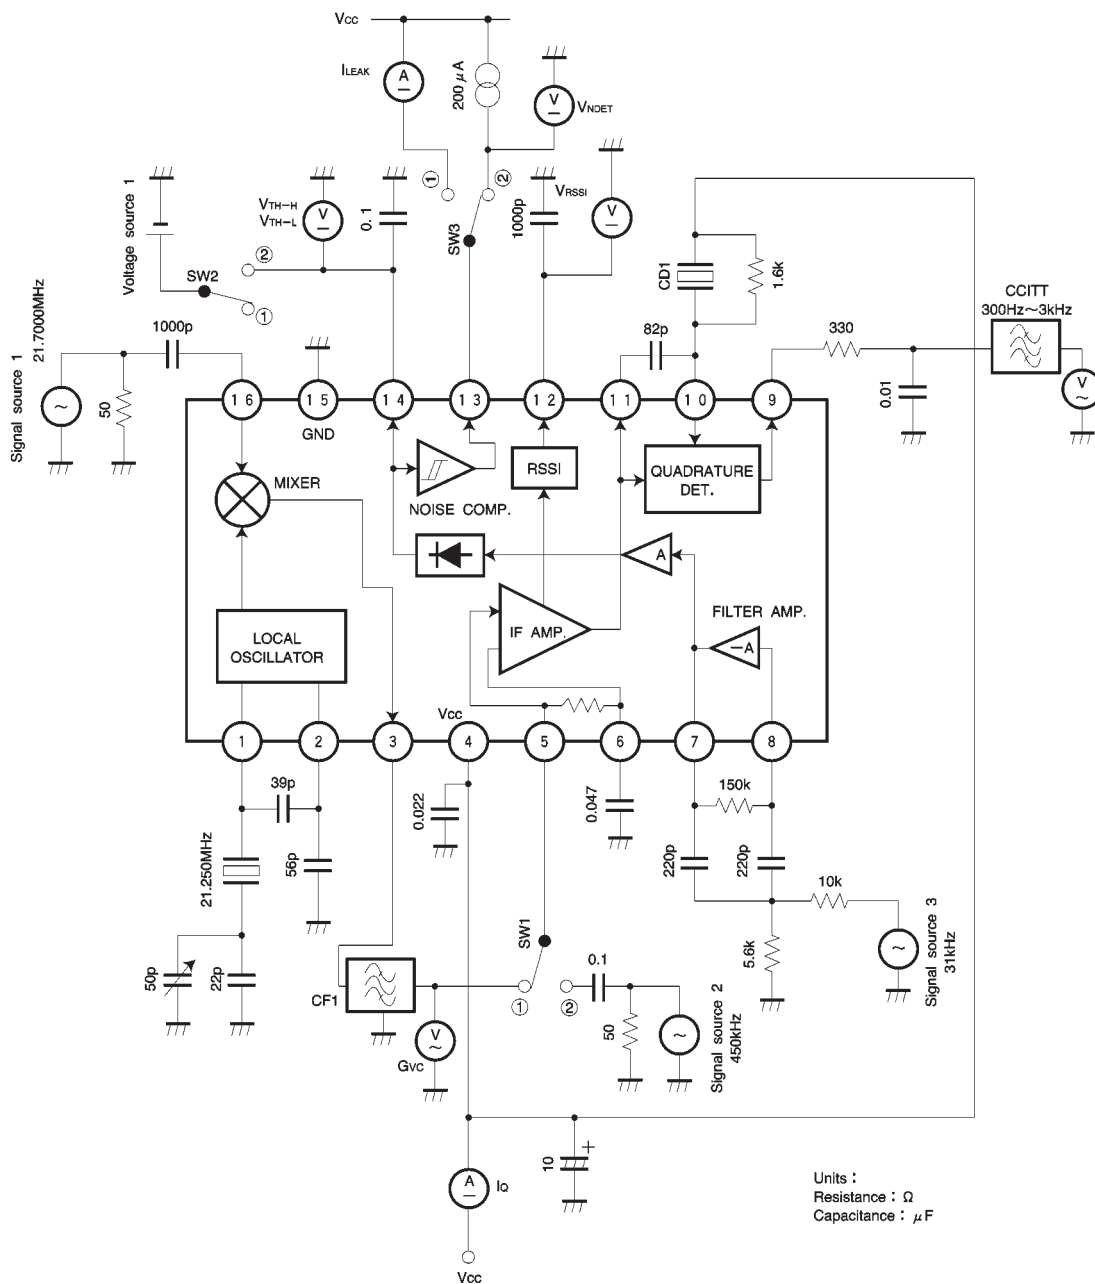 Vcc
ILEAK
200 μA
VNDET
①
②
VRSSI
VTH-H
VTH-L
0. 1
SW3
1000p
Voltage source 1
②
SW2
①
CD1
1.6k
CCITT
300Hz～3kHz
Signal source 1
21.7000MHz
1000p
50
82p
330
0.01
16
15
14
13
12
11
10
9
GND
MIXER
NOISE COMP.
RSSI
QUADRATURE
DET.
A
FILTER AMP.
IF AMP.
−A
LOCAL
OSCILLATOR
Vcc
1
2
3
4
5
6
7
8
39p
0.022
0.047
150k
21.250MHz
56p
220p
220p
10k
50p
22p
SW1
0.1
5.6k
Signal source 3
31kHz
CF1
①
②
GVC
50
Signal source 2
450kHz
10
+
A
IQ
Vcc
V
~
V
~
A
V
V
V
~
~
~
Units :
Resistance : Ω
Capacitance : μF